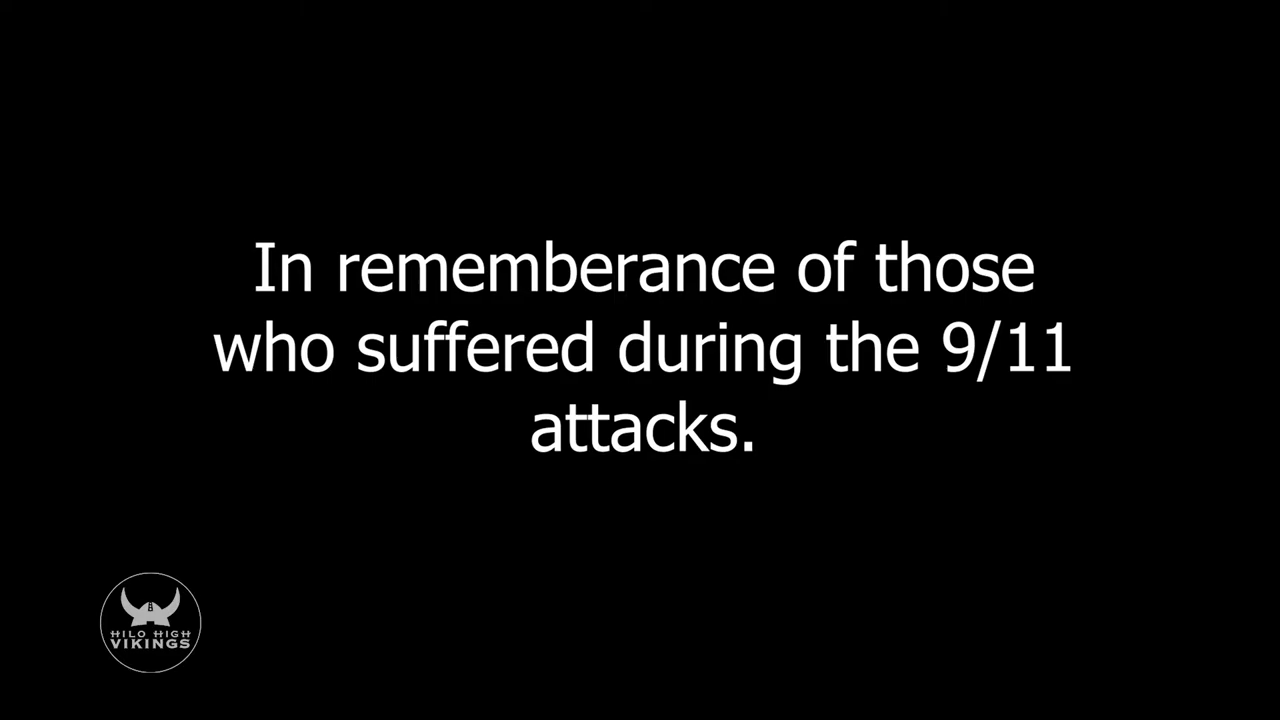 In rememberance of those
who suffered during the 9/11
attacks.
HILO HIGH
VIKINGS